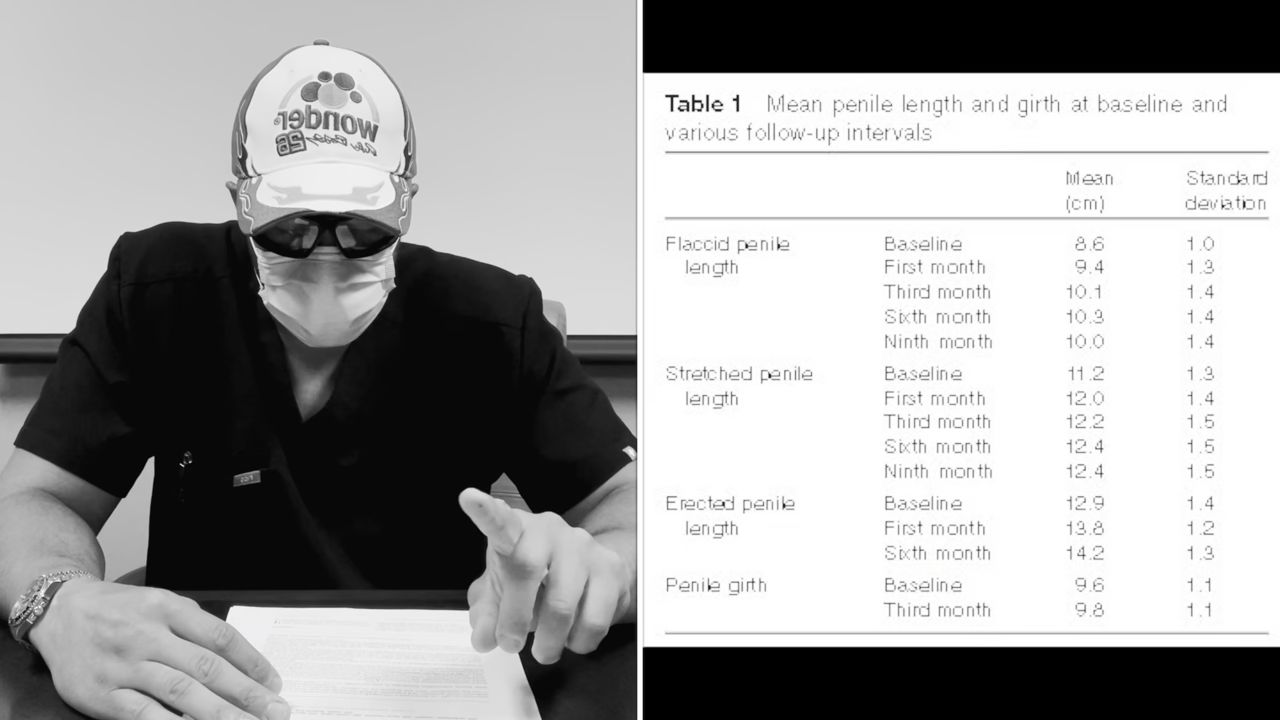 wonder
26
Table 1 Mean penile length and girth at baseline and
various follow-up intervals
Mean Standard
(cm) deviation
Flaccid penile Baseline 8.6 1.0
length First month 9.4 1.3
Third month 10.1 1.4
Sixth month 10.3 1.4
Ninth month 10.0 1.4
Stretched penile Baseline 11.2 1.3
length First month 12.0 1.4
Third month 12.2 1.5
Sixth month 12.4 1.5
Ninth month 12.4 1.5
Erected penile Baseline 12.9 1.4
length First month 13.8 1.2
Sixth month 14.2 1.3
Penile girth Baseline 9.6 1.1
Third month 9.8 1.1